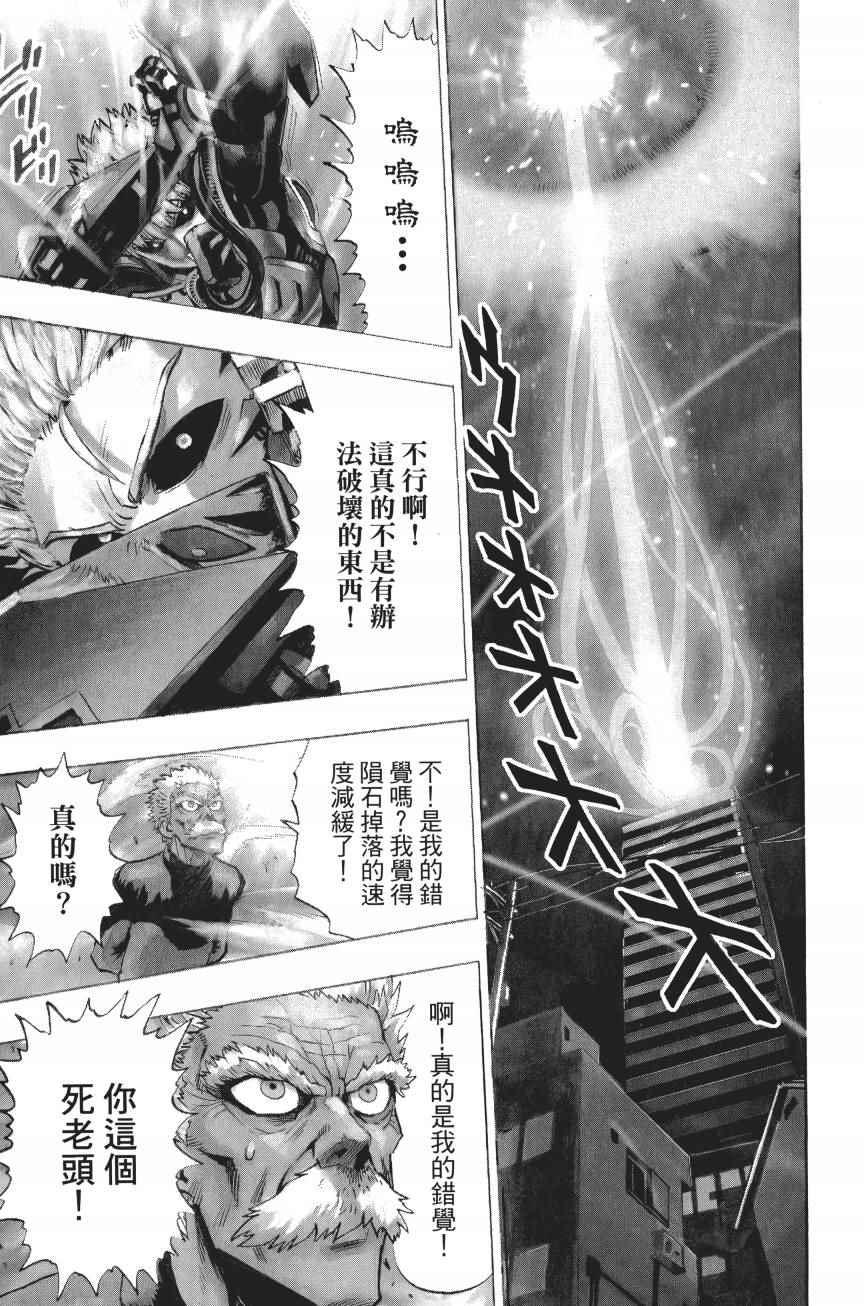 エオオオオオオ
嗚嗚嗚…
ビビ
不行啊！
這真的不是有辦
法破壞的東西！
不！是我的錯
覺嗎？我覺得
隕石掉落的速
度減緩了！
真的嗎？
啊！真的是我的錯覺！
你這個
死老頭！